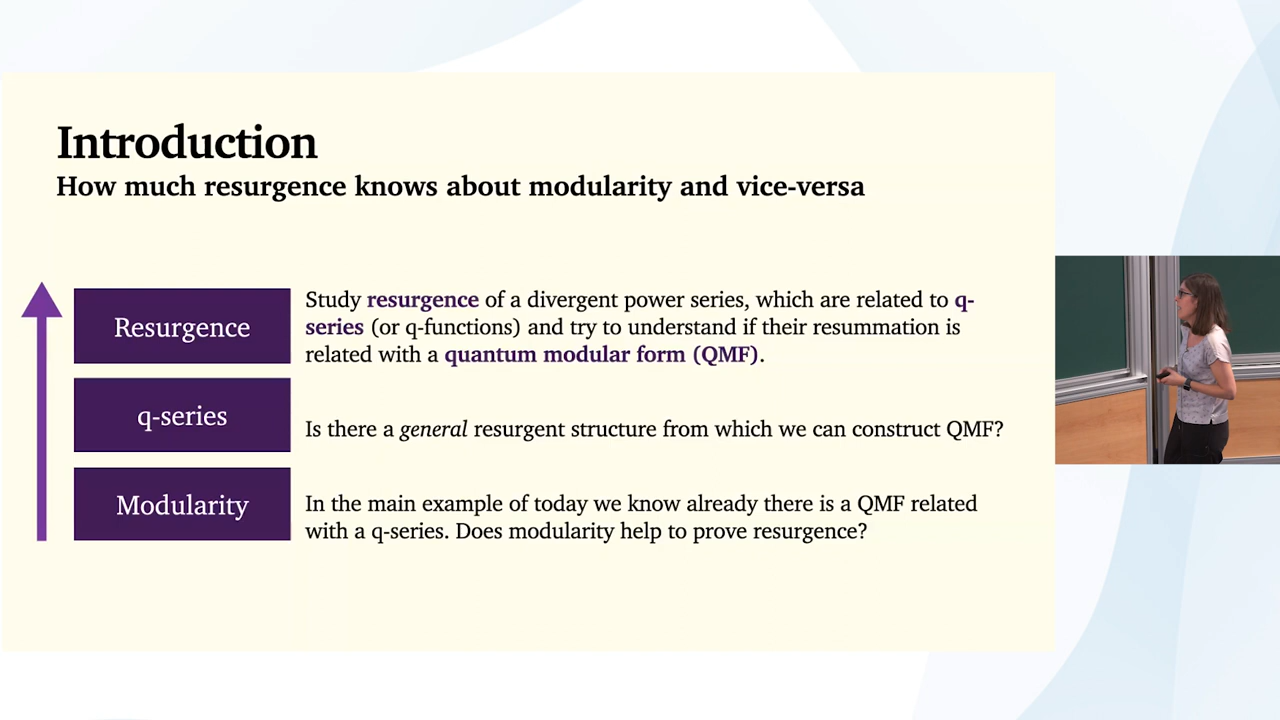 Introduction
How much resurgence knows about modularity and vice-versa
Resurgence
Study resurgence of a divergent power series, which are related to q-
series (or q-functions) and try to understand if their resummation is
related with a quantum modular form (QMF).
q-series
Is there a general resurgent structure from which we can construct QMF?
Modularity
In the main example of today we know already there is a QMF related
with a q-series. Does modularity help to prove resurgence?